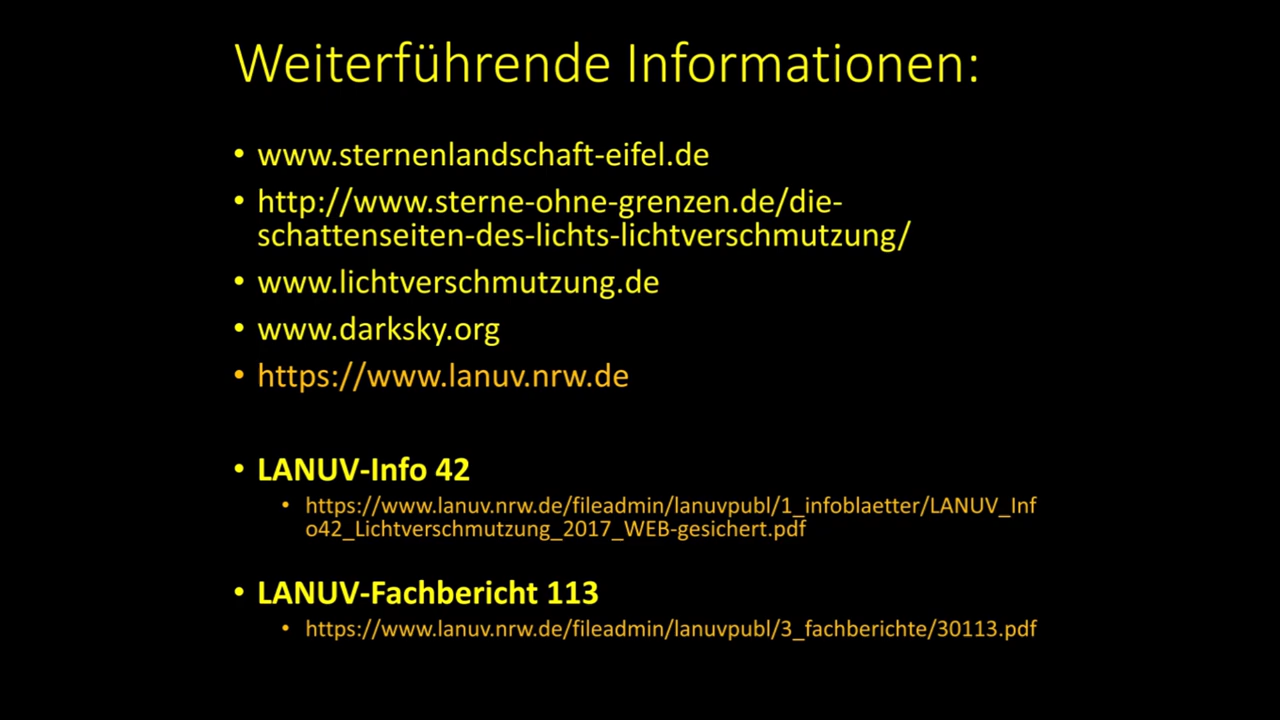 Weiterführende Informationen:
• www.sternenlandschaft-eifel.de
• http://www.sterne-ohne-grenzen.de/die-
schattenseiten-des-lichts-lichtverschmutzung/
• www.lichtverschmutzung.de
• www.darksky.org
• https://www.lanuv.nrw.de
• LANUV-Info 42
• https://www.lanuv.nrw.de/fileadmin/lanuvpubl/1_infoblaetter/LANUV_Inf
o42_Lichtverschmutzung_2017_WEB-gesichert.pdf
• LANUV-Fachbericht 113
• https://www.lanuv.nrw.de/fileadmin/lanuvpubl/3_fachberichte/30113.pdf